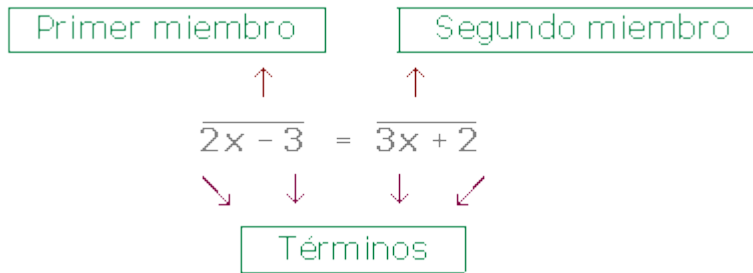 Primer miembro Segundo miembro
2x - 3 = 3x + 2
Términos